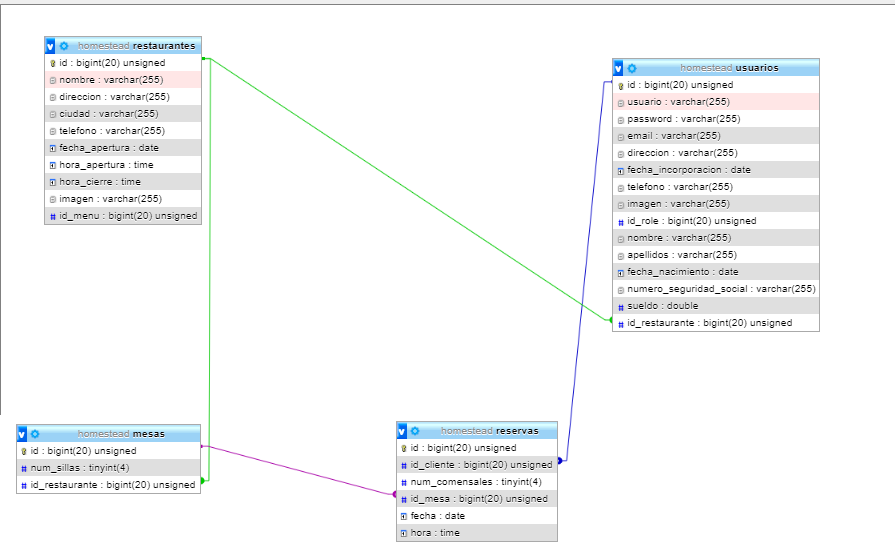 homestead restaurantes
id : bigint(20) unsigned
nombre : varchar(255)
direccion : varchar(255)
ciudad : varchar(255)
telefono : varchar(255)
fecha_apertura : date
hora_apertura : time
hora_cierre : time
imagen : varchar(255)
id_menu : bigint(20) unsigned
homestead usuarios
id : bigint(20) unsigned
usuario : varchar(255)
password : varchar(255)
email : varchar(255)
direccion : varchar(255)
fecha_incorporacion : date
telefono : varchar(255)
imagen : varchar(255)
id_role : bigint(20) unsigned
nombre : varchar(255)
apellidos : varchar(255)
fecha_nacimiento : date
numero_seguridad_social : varchar(255)
sueldo : double
id_restaurante : bigint(20) unsigned
homestead mesas
id : bigint(20) unsigned
num_sillas : tinyint(4)
id_restaurante : bigint(20) unsigned
homestead reservas
id : bigint(20) unsigned
id_cliente : bigint(20) unsigned
num_comensales : tinyint(4)
id_mesa : bigint(20) unsigned
fecha : date
hora : time